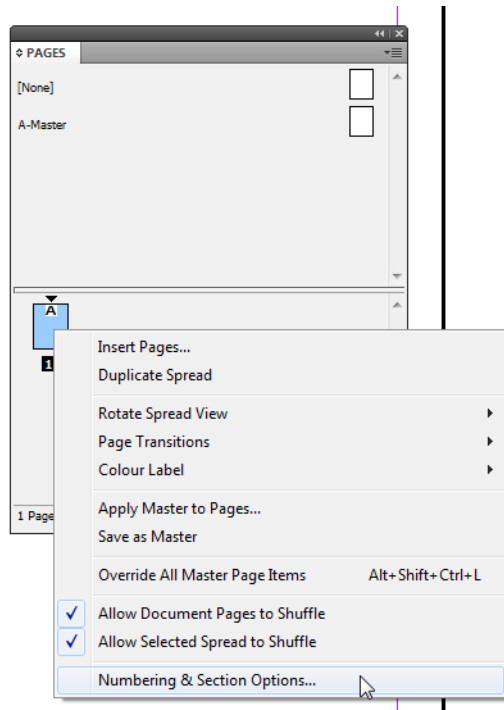 PAGES
[None]
A-Master
A
1
Insert Pages...
Duplicate Spread
Rotate Spread View
Page Transitions
Colour Label
Apply Master to Pages...
1 Page
Save as Master
Override All Master Page Items Alt+Shift+Ctrl+L
Allow Document Pages to Shuffle
Allow Selected Spread to Shuffle
Numbering & Section Options...